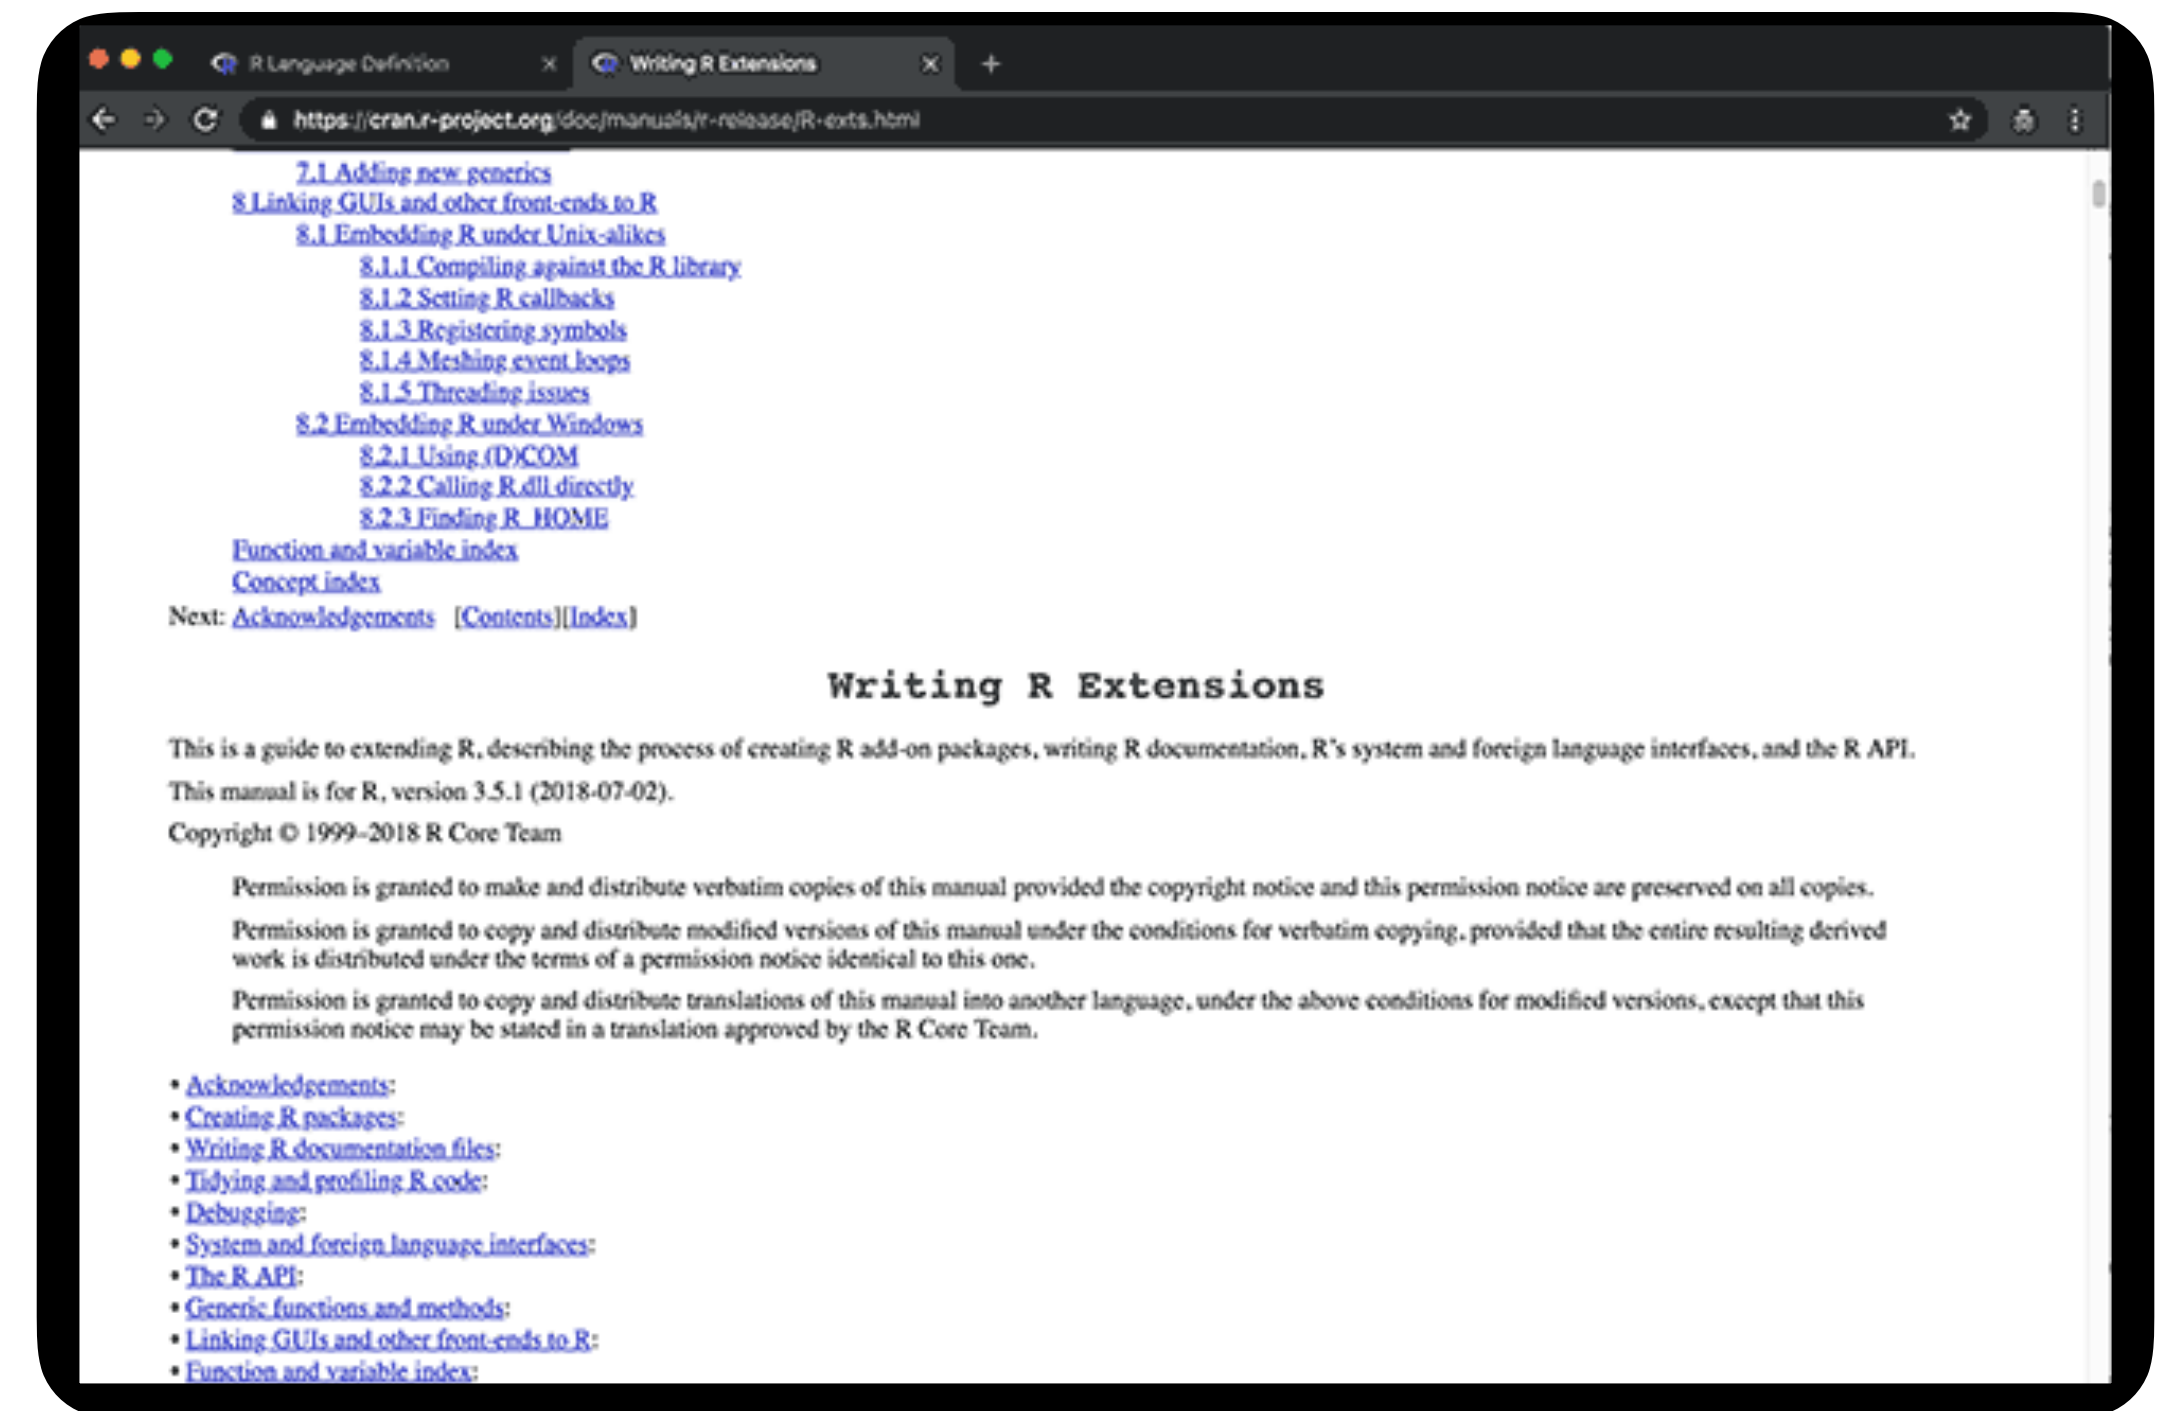 R Language Definition
Writing R Extensions
https://cran.r-project.org/doc/manuals/r-release/R-exts.html
7.1 Adding new generics
8 Linking GUIs and other front-ends to R
8.1 Embedding R under Unix-alikes
8.1.1 Compiling against the R library
8.1.2 Setting R callbacks
8.1.3 Registering symbols
8.1.4 Meshing event loops
8.1.5 Threading issues
8.2 Embedding R under Windows
8.2.1 Using (D)COM
8.2.2 Calling R.dll directly
8.2.3 Finding R_HOME
Function and variable index
Concept index
Next: Acknowledgements [Contents][Index]
Writing R Extensions
This is a guide to extending R, describing the process of creating R add-on packages, writing R documentation, R's system and foreign language interfaces, and the R API.
This manual is for R, version 3.5.1 (2018-07-02).
Copyright © 1999–2018 R Core Team
Permission is granted to make and distribute verbatim copies of this manual provided the copyright notice and this permission notice are preserved on all copies.
Permission is granted to copy and distribute modified versions of this manual under the conditions for verbatim copying, provided that the entire resulting derived
work is distributed under the terms of a permission notice identical to this one.
Permission is granted to copy and distribute translations of this manual into another language, under the above conditions for modified versions, except that this
permission notice may be stated in a translation approved by the R Core Team.
• Acknowledgements:
• Creating R packages:
• Writing R documentation files:
• Tidying and profiling R code:
• Debugging:
• System and foreign language interfaces:
• The R API:
• Generic functions and methods:
• Linking GUIs and other front-ends to R:
• Function and variable index: